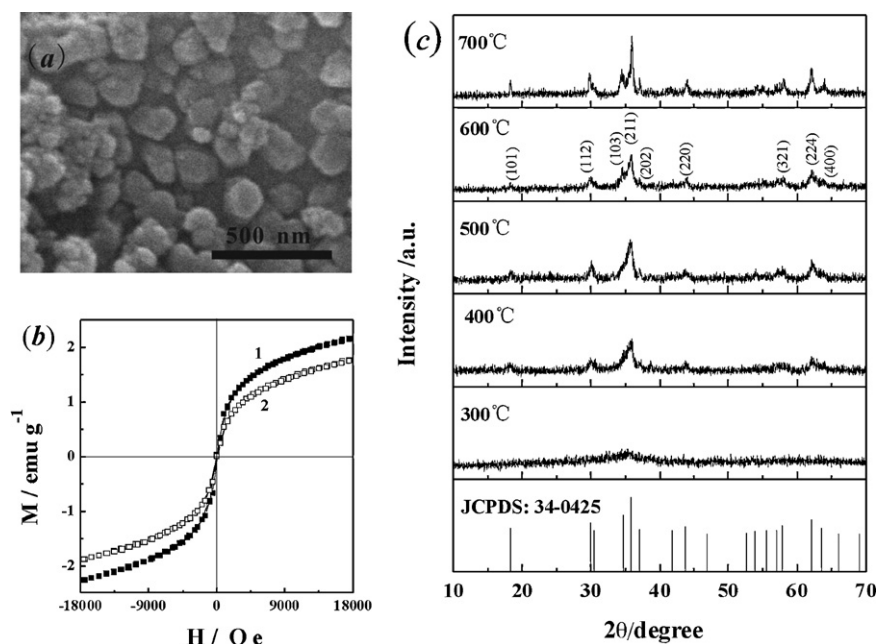 (a)
500 nm
(b)
M / emu g⁻¹
2
1
0
-1
-2
1
2
-18000 -9000 0 9000 18000
H / Oe
(c)
Intensity /a.u.
700℃
600℃
(101)
(112)
(103)
(211)
(202)
(220)
(321)
(224)
(400)
500℃
400℃
300℃
JCPDS: 34-0425
10 20 30 40 50 60 70
2θ/degree